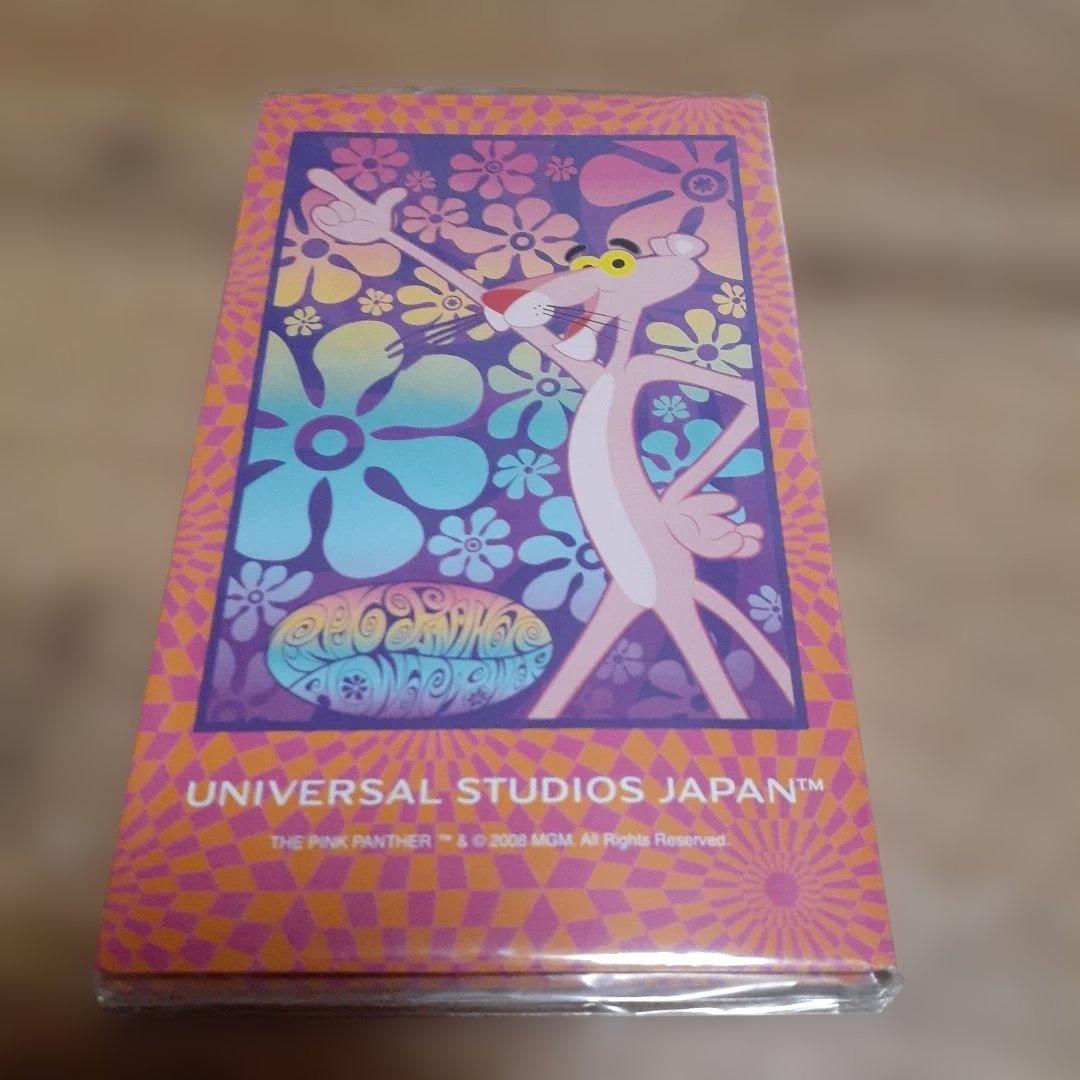 UNIVERSAL STUDIOS JAPAN™
THE PINK PANTHER ™ & © 2008 MGM. All Rights Reserved.